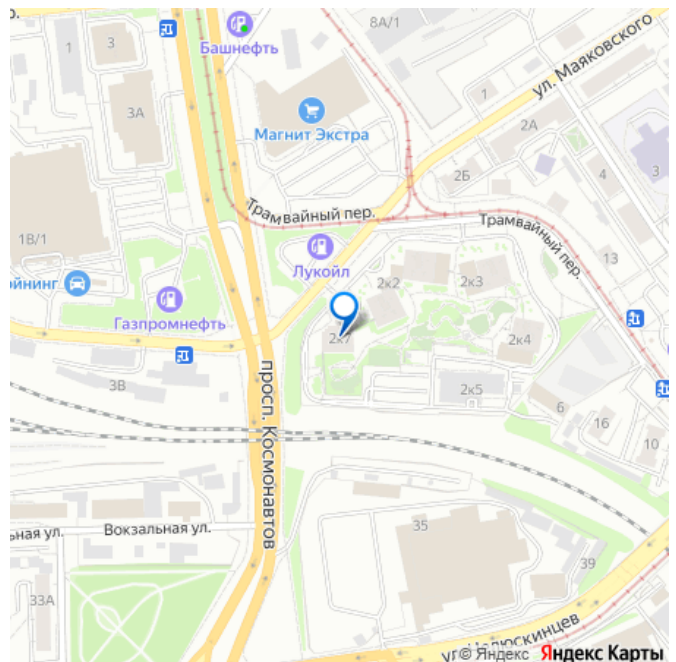 8А/1
Башнефть
1
3
ул. Маяковского
1
3А
Магнит Экстра
2А
2Б
4
3
Трамвайный пер.
Трамвайный пер.
1В/1
Лукойл
13
2к2
2к3
ойнинг
Газпромнефть
2к7
2к4
3В
просп. Космонавтов
2к5
6
16
10
ьная ул.
Вокзальная ул.
35
39
33А
© Яндекс
Яндекс Карты